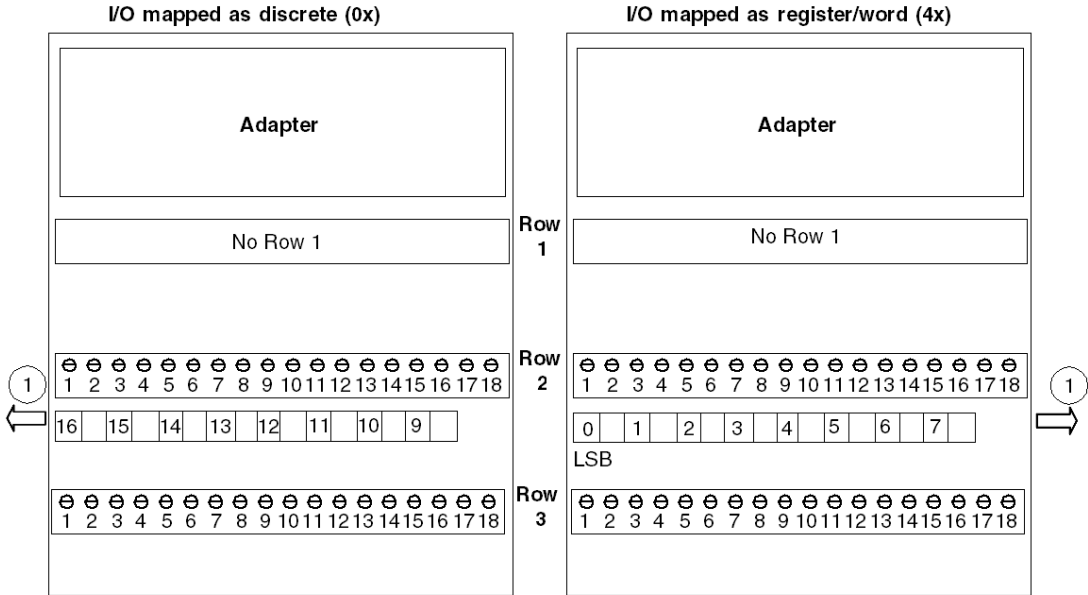 I/O mapped as discrete (0x)
I/O mapped as register/word (4x)
Adapter
Adapter
Row 1
No Row 1
No Row 1
Row 2
1 2 3 4 5 6 7 8 9 10 11 12 13 14 15 16 17 18
1 2 3 4 5 6 7 8 9 10 11 12 13 14 15 16 17 18
1
1
16 15 14 13 12 11 10 9
0 1 2 3 4 5 6 7
LSB
Row 3
1 2 3 4 5 6 7 8 9 10 11 12 13 14 15 16 17 18
1 2 3 4 5 6 7 8 9 10 11 12 13 14 15 16 17 18